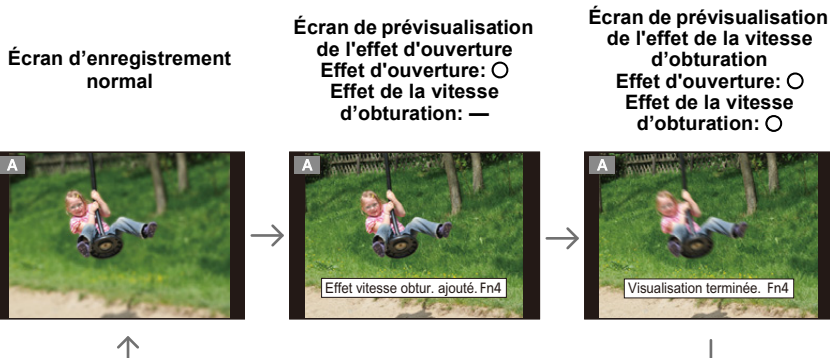 Écran d’enregistrement
normal
Écran de prévisualisation
de l'effet d'ouverture
Effet d'ouverture: ○
Effet de la vitesse
d’obturation: —
Écran de prévisualisation
de l'effet de la vitesse
d’obturation
Effet d'ouverture: ○
Effet de la vitesse
d’obturation: ○
A
A
Effet vitesse obtur. ajouté. Fn4
A
Visualisation terminée. Fn4